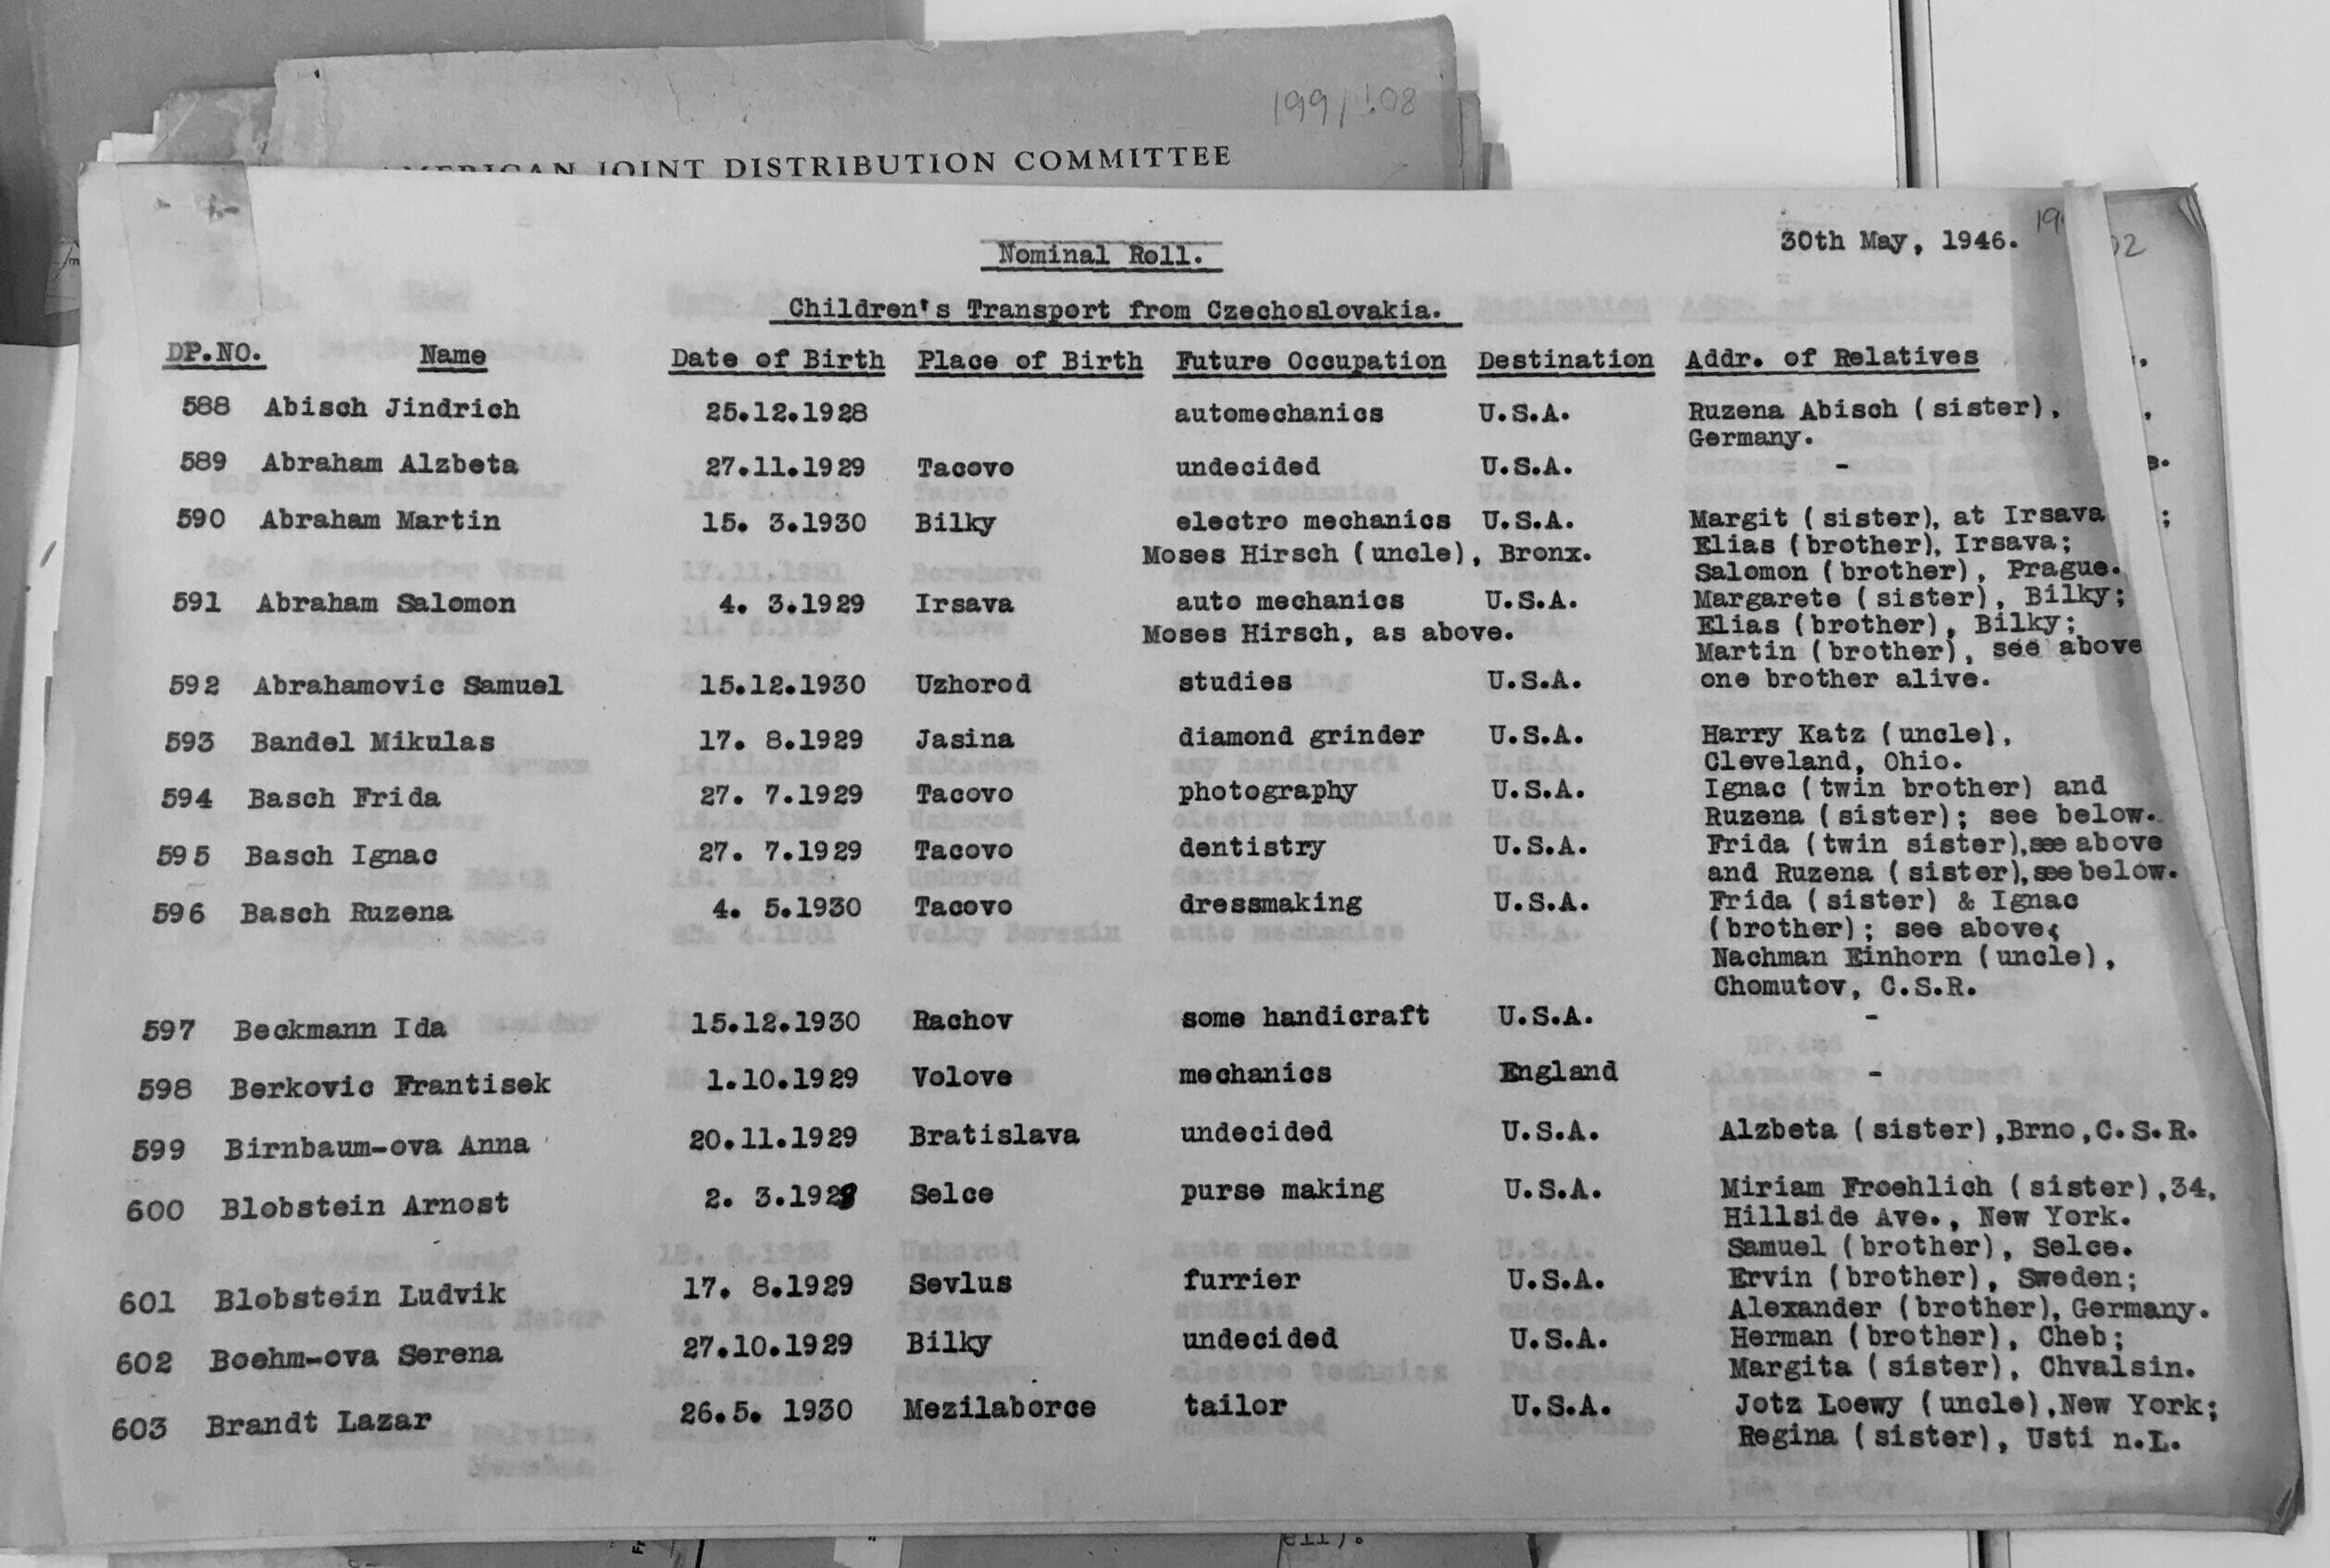 199/108
AMERICAN JOINT DISTRIBUTION COMMITTEE
30th May, 1946.
Nominal Roll.
Children's Transport from Czechoslovakia.
DP.NO. Name Date of Birth Place of Birth Future Occupation Destination Addr. of Relatives
588 Abisch Jindrich 25.12.1928 automechanics U.S.A. Ruzena Abisch (sister),
Germany.
589 Abraham Alzbeta 27.11.1929 Tacovo undecided U.S.A. -
590 Abraham Martin 15. 3.1930 Bilky electro mechanics U.S.A. Margit (sister), at Irsava ;
Moses Hirsch (uncle), Bronx. Elias (brother), Irsava;
Salomon (brother), Prague.
591 Abraham Salomon 4. 3.1929 Irsava auto mechanics U.S.A. Margarete (sister), Bilky;
Moses Hirsch, as above. Elias (brother), Bilky;
Martin (brother), see above
592 Abrahamovic Samuel 15.12.1930 Uzhorod studies U.S.A. one brother alive.
593 Bandel Mikulas 17. 8.1929 Jasina diamond grinder U.S.A. Harry Katz (uncle),
Cleveland, Ohio.
594 Basch Frida 27. 7.1929 Tacovo photography U.S.A. Ignac (twin brother) and
Ruzena (sister); see below.
595 Basch Ignac 27. 7.1929 Tacovo dentistry U.S.A. Frida (twin sister),see above
and Ruzena (sister),see below.
596 Basch Ruzena 4. 5.1930 Tacovo dressmaking U.S.A. Frida (sister) & Ignac
(brother); see above;
Nachman Einhorn (uncle),
Chomutov, C.S.R.
597 Beckmann Ida 15.12.1930 Rachov some handicraft U.S.A. -
598 Berkovic Frantisek 1.10.1929 Volove mechanics England -
599 Birnbaum-ova Anna 20.11.1929 Bratislava undecided U.S.A. Alzbeta (sister),Brno,C.S.R.
600 Blobstein Arnost 2. 3.1928 Selce purse making U.S.A. Miriam Froehlich (sister),34,
Hillside Ave., New York.
Samuel (brother), Selce.
601 Blobstein Ludvik 17. 8.1929 Sevlus furrier U.S.A. Ervin (brother), Sweden;
Alexander (brother), Germany.
602 Boehm-ova Serena 27.10.1929 Bilky undecided U.S.A. Herman (brother), Cheb;
Margita (sister), Chvalsin.
603 Brandt Lazar 26.5. 1930 Mezilaborce tailor U.S.A. Jotz Loewy (uncle),New York;
Regina (sister), Usti n.L.